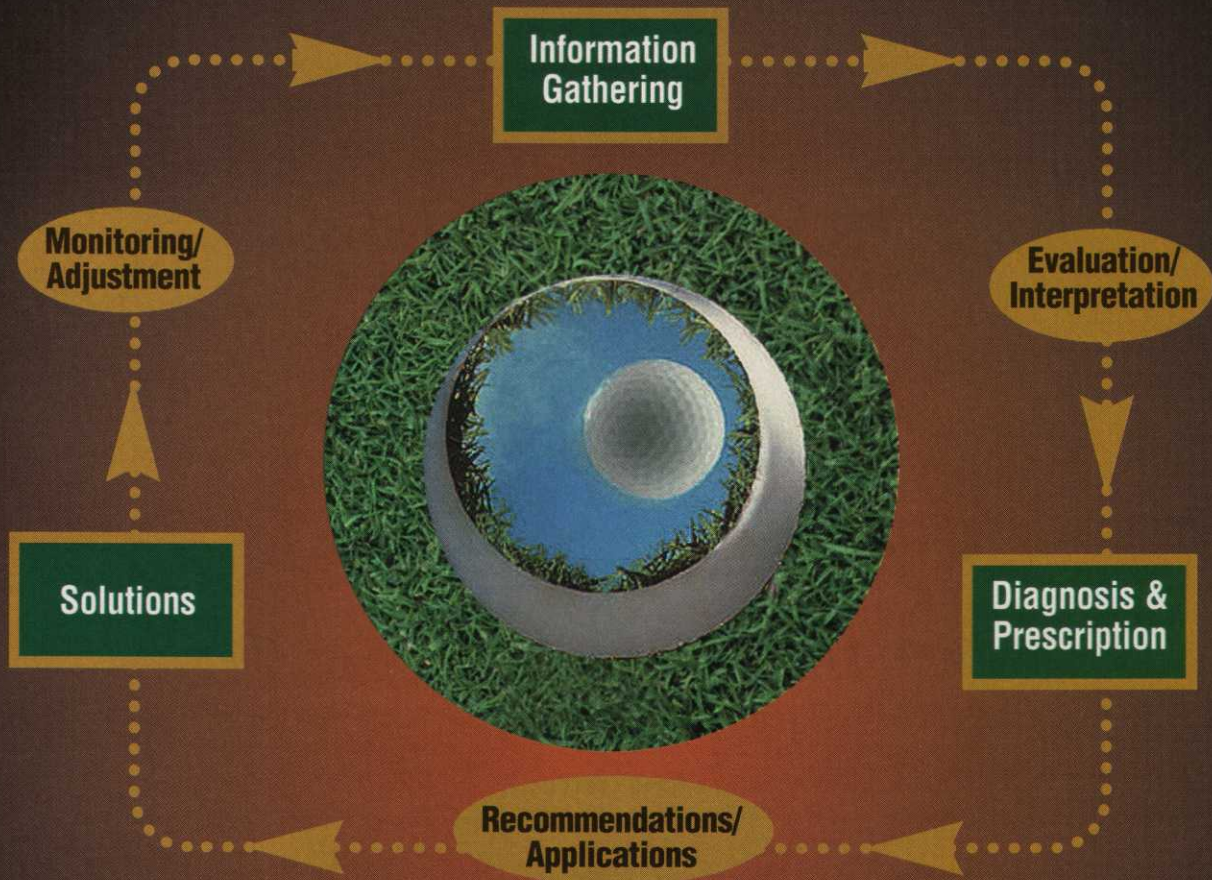 Information
Gathering
Evaluation/
Interpretation
Diagnosis &
Prescription
Recommendations/
Applications
Solutions
Monitoring/
Adjustment